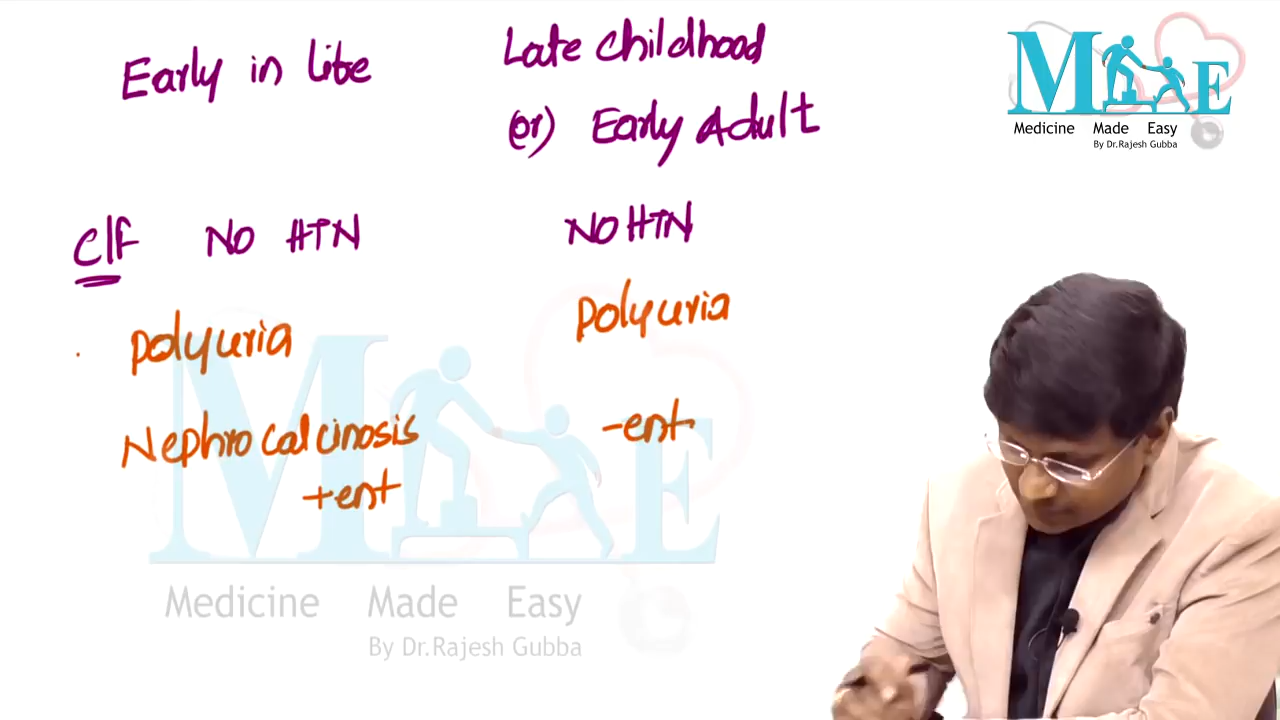 Early in life
Late childhood
(or) Early Adult
C/F NO HTN
NO HTN
Polyuria
Polyuria
Nephrocalcinosis
+ent
-ent
M E
Medicine Made Easy
By Dr.Rajesh Gubba
M E
Medicine Made Easy
By Dr.Rajesh Gubba